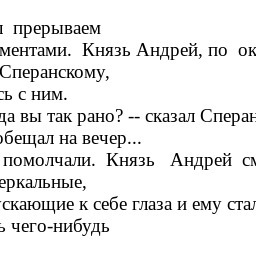 прерываем
ментами. Князь Андрей, по ок
Сперанскому,
сь с ним.
да вы так рано? -- сказал Сперан
обещал на вечер...
помолчали. Князь Андрей см
еркальные,
ускающие к себе глаза и ему стал
ь чего-нибудь